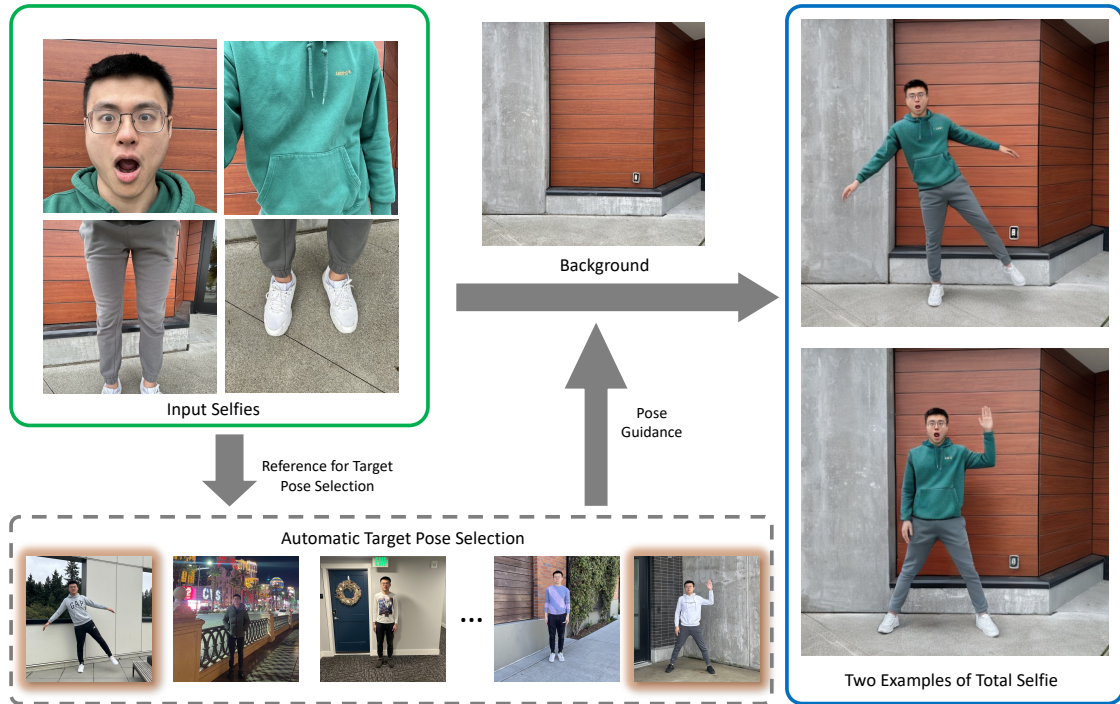 Input Selfies
Background
Pose
Guidance
Reference for Target
Pose Selection
Automatic Target Pose Selection
GAP
...
Two Examples of Total Selfie